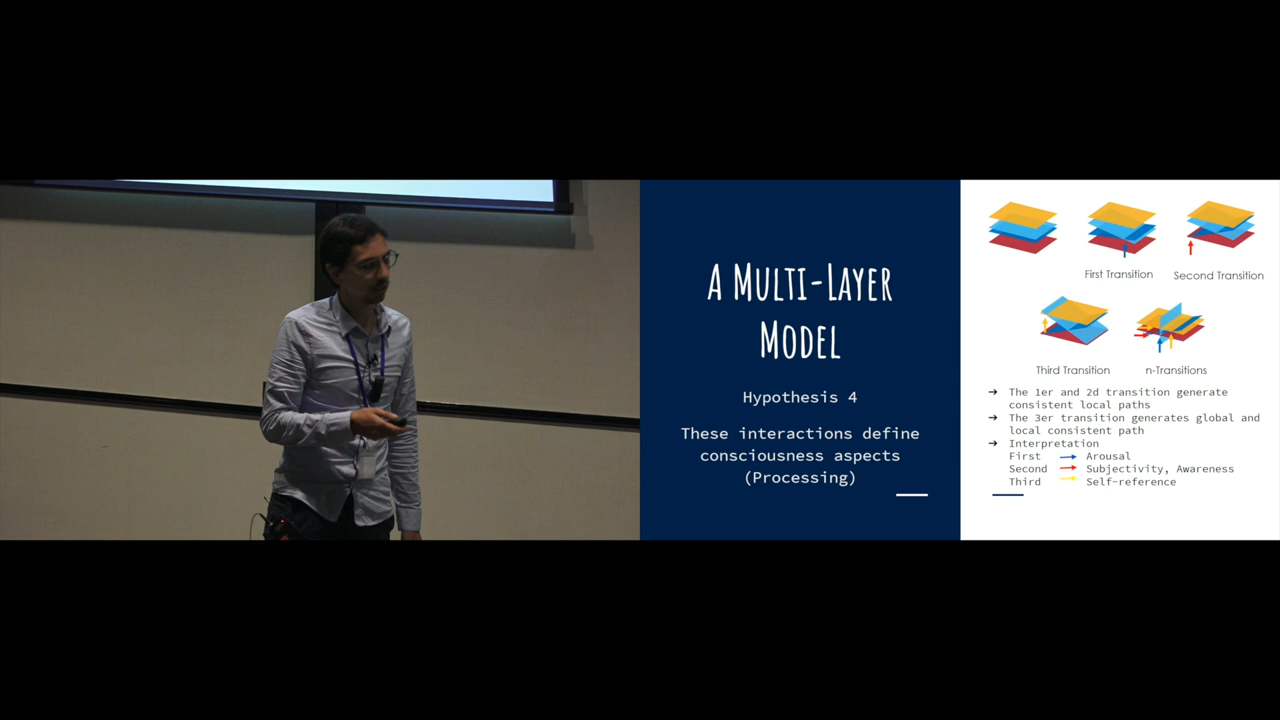 A Multi-Layer
Model
Hypothesis 4
These interactions define
consciousness aspects
(Processing)
First Transition
Second Transition
Third Transition
n-Transitions
➔ The 1er and 2d transition generate
consistent local paths
➔ The 3er transition generates global and
local consistent path
➔ Interpretation
First → Arousal
Second → Subjectivity, Awareness
Third → Self-reference